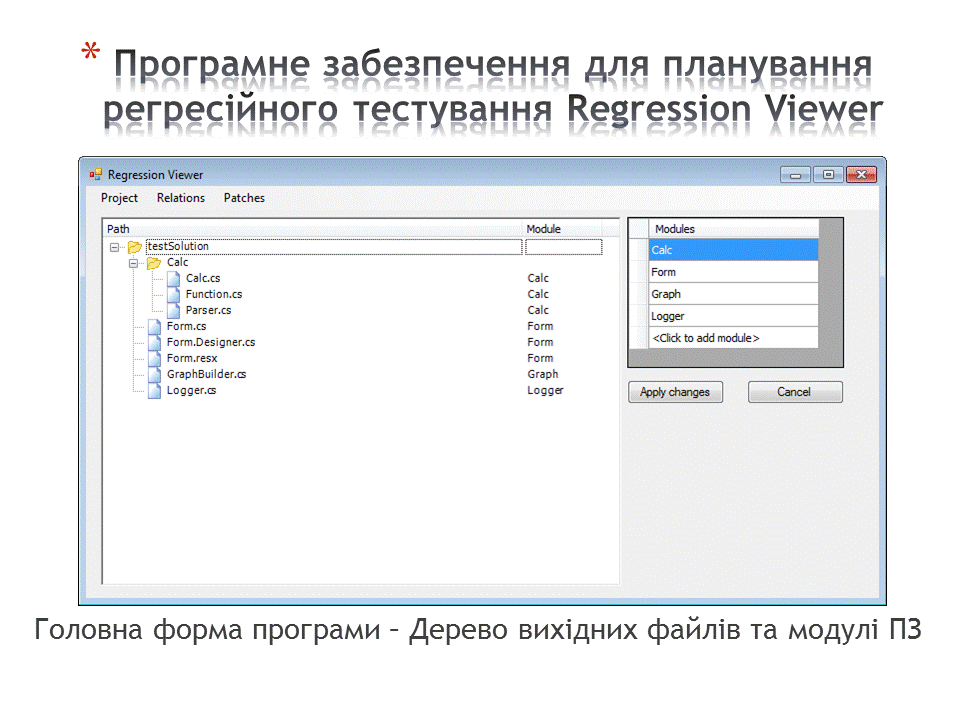 * Програмне забезпечення для планування
регресійного тестування Regression Viewer
Regression Viewer
Project Relations Patches
Path Module
testSolution
Calc
Calc.cs Calc
Function.cs Calc
Parser.cs Calc
Form.cs Form
Form.Designer.cs Form
Form.resx Form
GraphBuilder.cs Graph
Logger.cs Logger
Modules
Calc
Form
Graph
Logger
<Click to add module>
Apply changes Cancel
Головна форма програми – Дерево вихідних файлів та модулі ПЗ